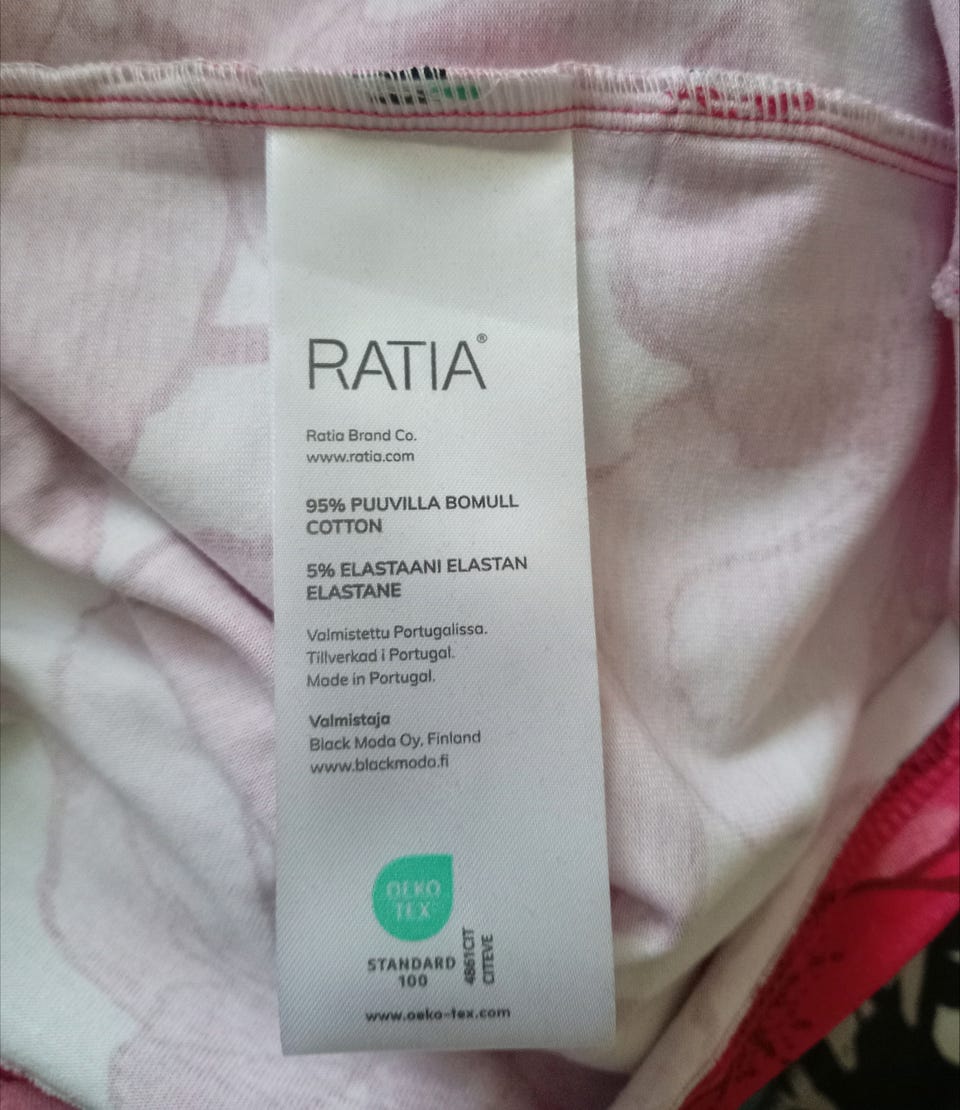 RATIA®
Ratia Brand Co.
www.ratia.com
95% PUUVILLA BOMULL
COTTON
5% ELASTAANI ELASTAN
ELASTANE
Valmistettu Portugalissa.
Tillverkad i Portugal.
Made in Portugal.
Valmistaja
Black Moda Oy, Finland
www.blackmoda.fi
OEKO
TEX
STANDARD
100
4861CIT
CITEVE
www.oeko-tex.com